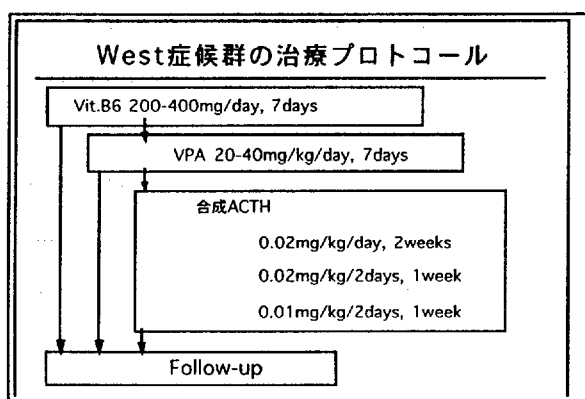 West症候群の治療プロトコール
Vit.B6 200-400mg/day, 7days
VPA 20-40mg/kg/day, 7days
合成ACTH
0.02mg/kg/day, 2weeks
0.02mg/kg/2days, 1week
0.01mg/kg/2days, 1week
Follow-up